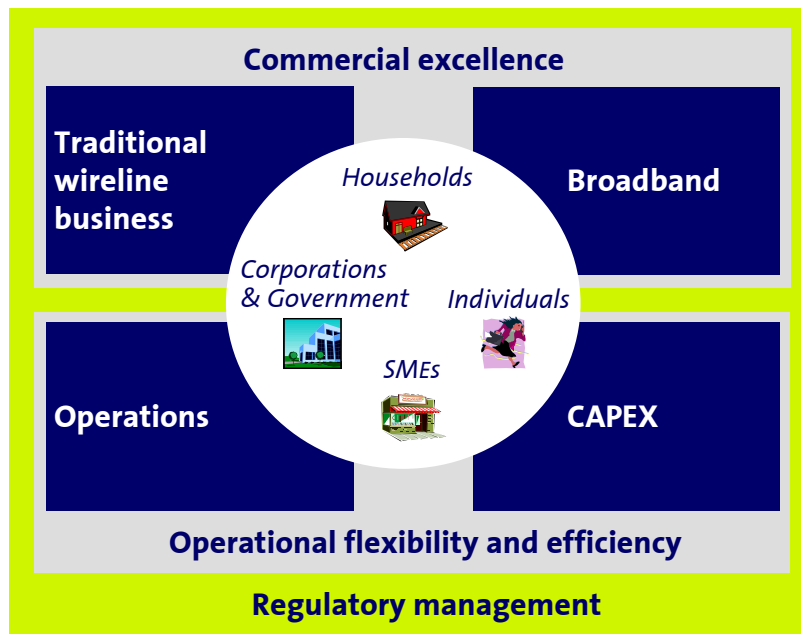 Commercial excellence
Traditional
wireline
business
Broadband
Households
Corporations
& Government
Individuals
SMEs
Operations
CAPEX
Operational flexibility and efficiency
Regulatory management